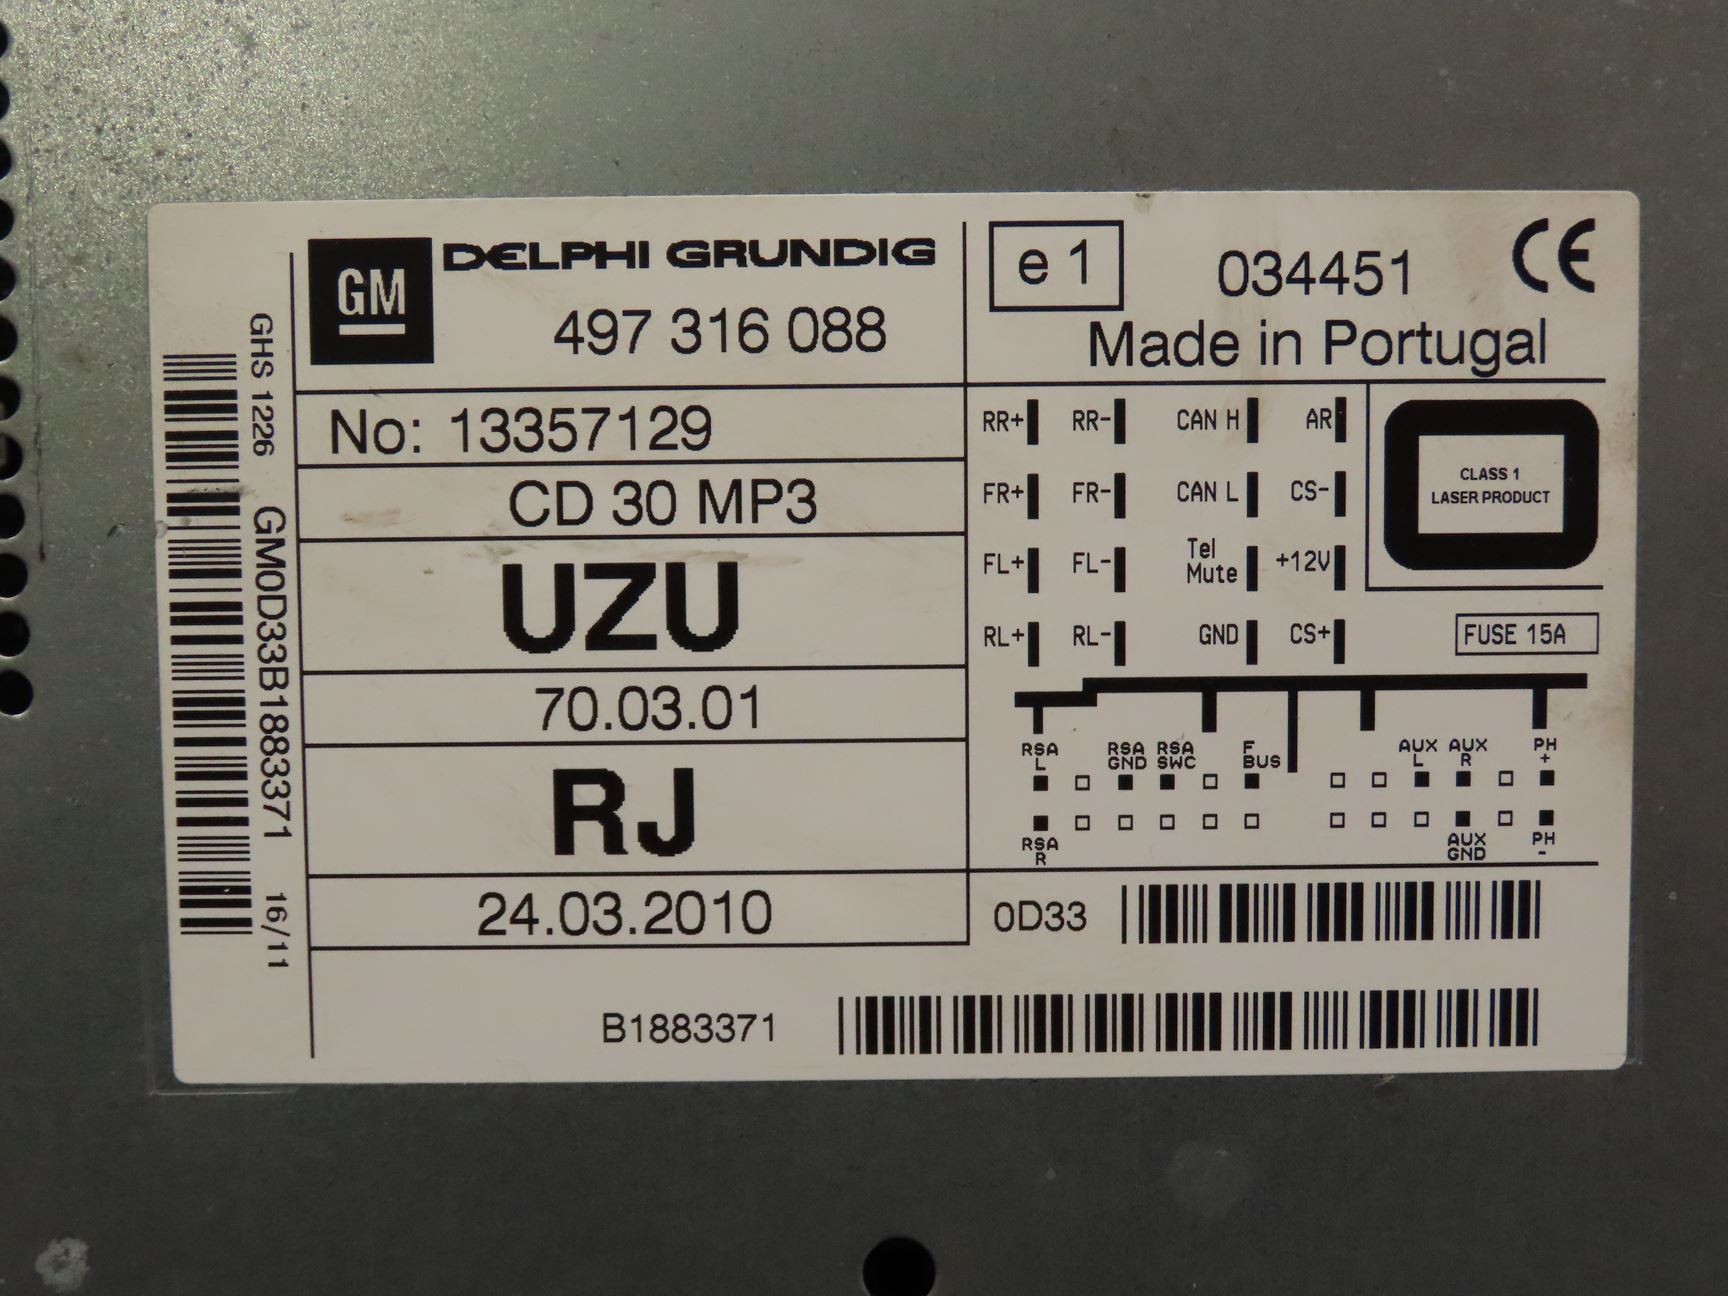 GM
DELPHI GRUNDIG
497 316 088
No: 13357129
CD 30 MP3
UZU
70.03.01
RJ
24.03.2010
e 1
034451
CE
Made in Portugal
RR+ RR- CAN H AR
FR+ FR- CAN L CS-
FL+ FL- Tel Mute +12V
RL+ RL- GND CS+
CLASS 1
LASER PRODUCT
FUSE 15A
RSA L RSA GND RSA SWC F BUS AUX L AUX R PH +
RSA R AUX GND PH -
0D33
B1883371
GHS 1226 GM0D33B1883371 16/11